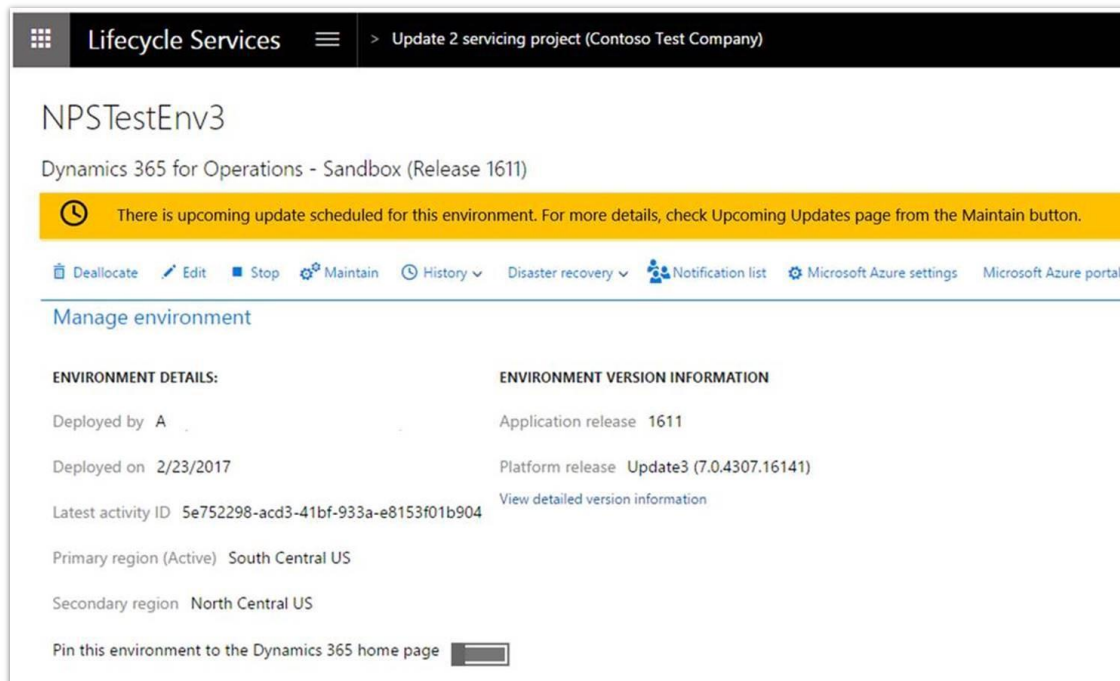 Lifecycle Services > Update 2 servicing project (Contoso Test Company)
NPSTestEnv3
Dynamics 365 for Operations - Sandbox (Release 1611)
There is upcoming update scheduled for this environment. For more details, check Upcoming Updates page from the Maintain button.
Deallocate Edit Stop Maintain History Disaster recovery Notification list Microsoft Azure settings Microsoft Azure portal
Manage environment
ENVIRONMENT DETAILS: ENVIRONMENT VERSION INFORMATION
Deployed by A Application release 1611
Deployed on 2/23/2017 Platform release Update3 (7.0.4307.16141)
View detailed version information
Latest activity ID 5e752298-acd3-41bf-933a-e8153f01b904
Primary region (Active) South Central US
Secondary region North Central US
Pin this environment to the Dynamics 365 home page